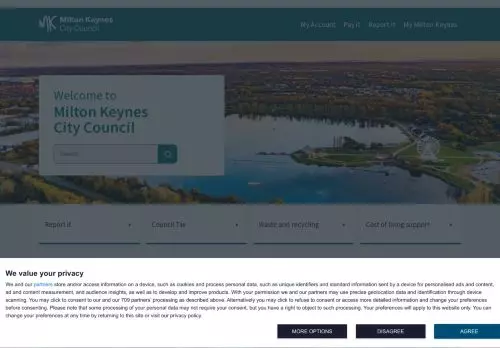 Milton Keynes
City Council
My Account Pay it Report it My Milton Keynes
Welcome to
Milton Keynes
City Council
Search
Report it
Council Tax
Waste and recycling
Cost of living support
We value your privacy
We and our partners store and/or access information on a device, such as cookies and process personal data, such as unique identifiers and standard information sent by a device for personalised ads and content,
ad and content measurement, and audience insights, as well as to develop and improve products. With your permission we and our partners may use precise geolocation data and identification through device
scanning. You may click to consent to our and our 709 partners' processing as described above. Alternatively you may click to refuse to consent or access more detailed information and change your preferences
before consenting. Please note that some processing of your personal data may not require your consent, but you have a right to object to such processing. Your preferences will apply to this website only. You can
change your preferences at any time by returning to this site or visit our privacy policy.
MORE OPTIONS
DISAGREE
AGREE